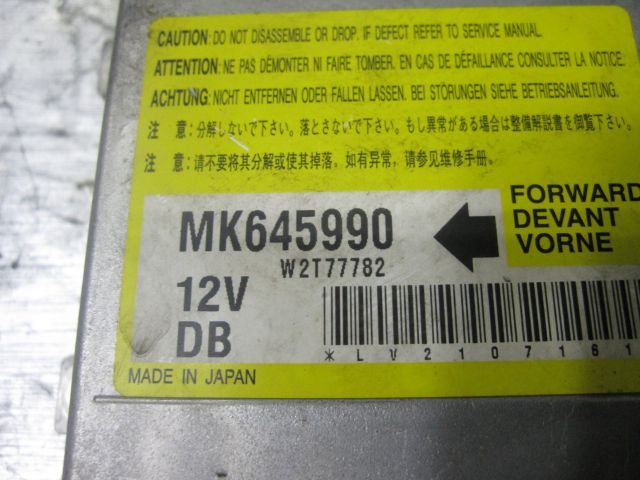 CAUTION: DO NOT DISASSEMBLE OR DROP. IF DEFECT REFER TO SERVICE MANUAL.
ATTENTION: NE PAS DÉMONTER NI FAIRE TOMBER. EN CAS DE DÉFAILLANCE CONSULTER LA NOTICE.
ACHTUNG: NICHT ENTFERNEN ODER FALLEN LASSEN. BEI STÖRUNGEN SIEHE BETRIEBSANLEITUNG.
注 意：分解しないで下さい。落とさないで下さい。もし異常がある場合は整備解説書を御覧下さい。
注 意：请不要将其分解或使其掉落。如有异常，请参见维修手册．
MK645990
FORWARD
DEVANT
VORNE
W2T77782
12V
DB
*LV2107161
MADE IN JAPAN